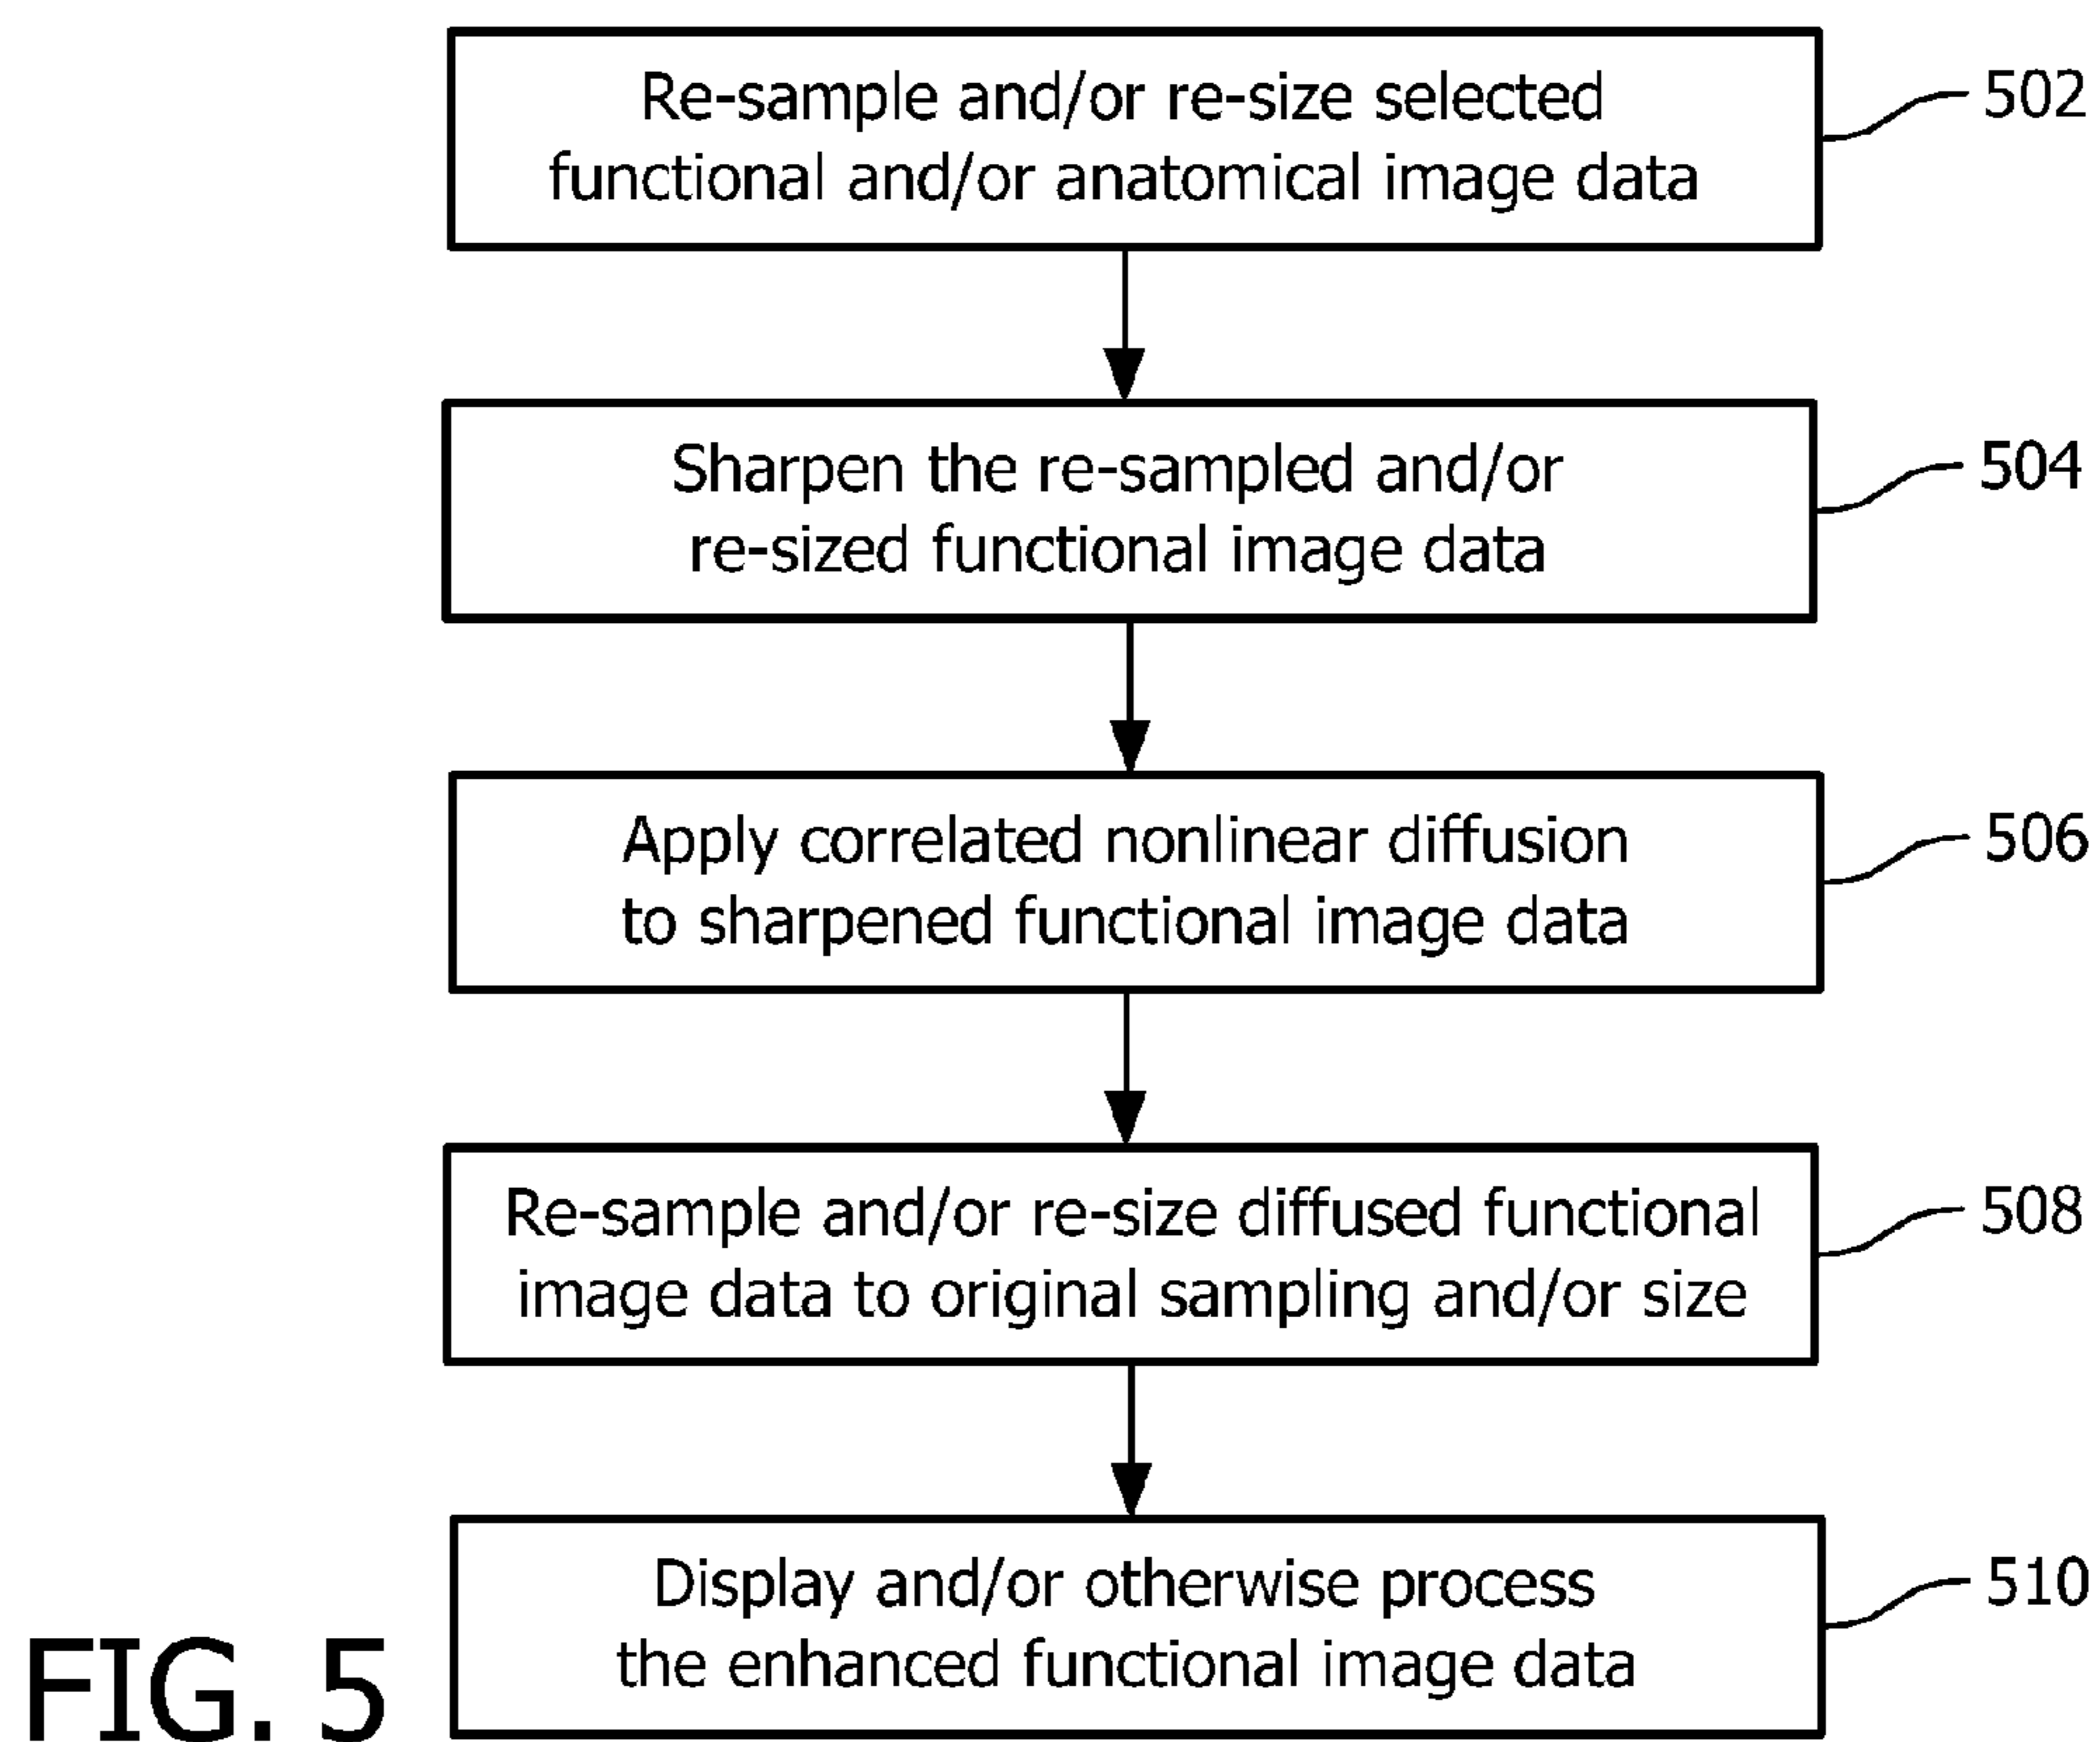 Re-sample and/or re-size selected
functional and/or anatomical image data
502
Sharpen the re-sampled and/or
re-sized functional image data
504
Apply correlated nonlinear diffusion
to sharpened functional image data
506
Re-sample and/or re-size diffused functional
image data to original sampling and/or size
508
Display and/or otherwise process
the enhanced functional image data
510
FIG. 5